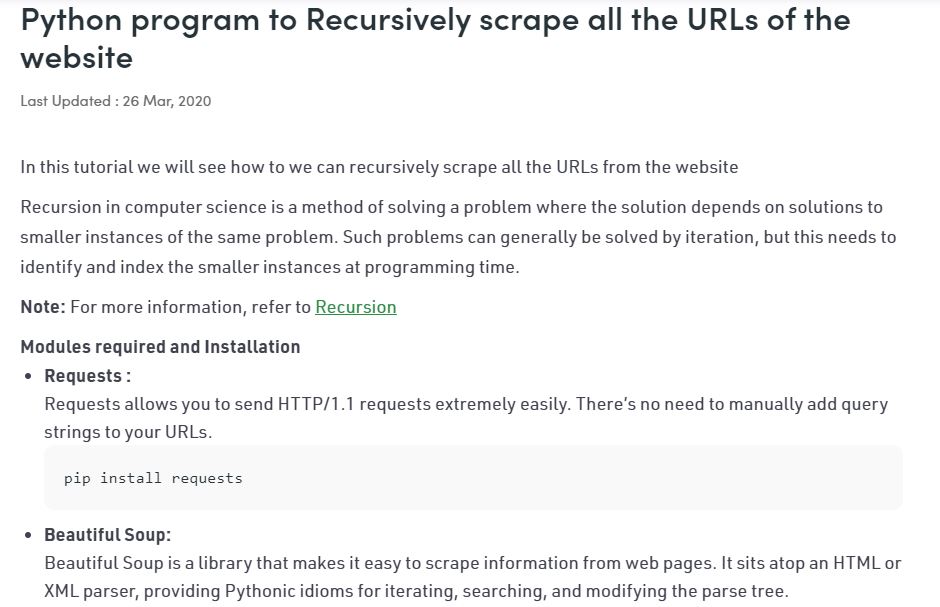 Python program to Recursively scrape all the URLs of the
website
Last Updated : 26 Mar, 2020
In this tutorial we will see how to we can recursively scrape all the URLs from the website
Recursion in computer science is a method of solving a problem where the solution depends on solutions to
smaller instances of the same problem. Such problems can generally be solved by iteration, but this needs to
identify and index the smaller instances at programming time.
Note: For more information, refer to Recursion
Modules required and Installation
• Requests :
Requests allows you to send HTTP/1.1 requests extremely easily. There’s no need to manually add query
strings to your URLs.
pip install requests
• Beautiful Soup:
Beautiful Soup is a library that makes it easy to scrape information from web pages. It sits atop an HTML or
XML parser, providing Pythonic idioms for iterating, searching, and modifying the parse tree.